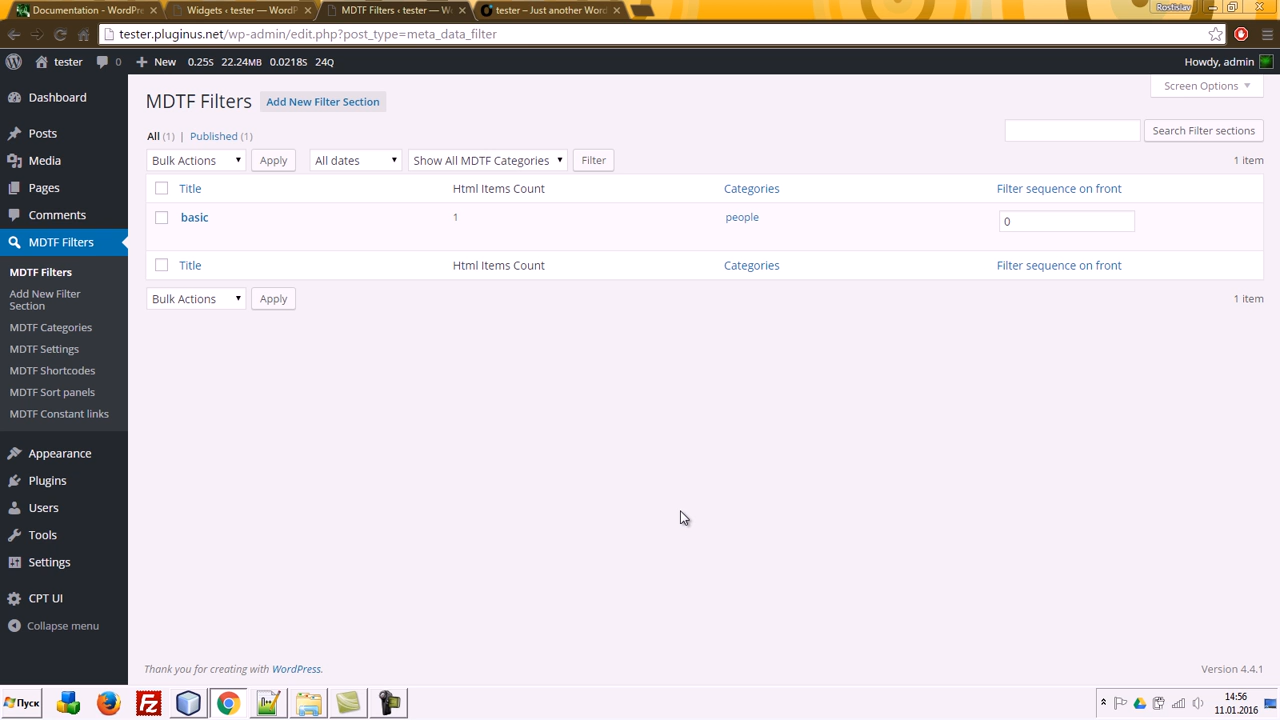 Documentation - WordPre
Widgets ‹ tester — WordP
MDTF Filters ‹ tester — W
tester – Just another Word
Rostislav
tester.pluginus.net/wp-admin/edit.php?post_type=meta_data_filter
tester
0
New
0.25s
22.24MB
0.0218s
24Q
Howdy, admin
Dashboard
Posts
Media
Pages
Comments
MDTF Filters
MDTF Filters
Add New Filter
Section
MDTF Categories
MDTF Settings
MDTF Shortcodes
MDTF Sort panels
MDTF Constant links
Appearance
Plugins
Users
Tools
Settings
CPT UI
Collapse menu
Screen Options
MDTF Filters
Add New Filter Section
All (1) | Published (1)
Search Filter sections
Bulk Actions
Apply
All dates
Show All MDTF Categories
Filter
1 item
Title
Html Items Count
Categories
Filter sequence on front
basic
1
people
0
Title
Html Items Count
Categories
Filter sequence on front
Bulk Actions
Apply
1 item
Thank you for creating with WordPress.
Version 4.4.1
Пуск
14:56
11.01.2016